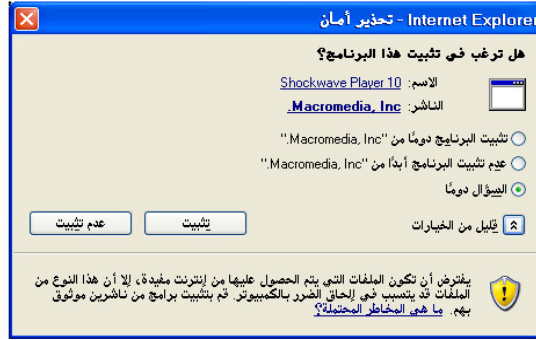 Internet Explorer - تحذير أمان
هل ترغب في تثبيت هذا البرنامج؟
الاسم: Shockwave Player 10
الناشر: Macromedia, Inc.
تثبيت البرنامج دومًا من "Macromedia, Inc."
عدم تثبيت البرنامج أبدًا من "Macromedia, Inc."
السؤال دومًا
قليل من الخيارات
تثبيت
عدم تثبيت
يفترض أن تكون الملفات التي يتم الحصول عليها من إنترنت مفيدة، إلا أن هذا النوع من
الملفات قد يتسبب في إلحاق الضرر بالكمبيوتر. قم بتثبيت برامج من ناشرين موثوق
بهم. ما هي المخاطر المحتملة؟